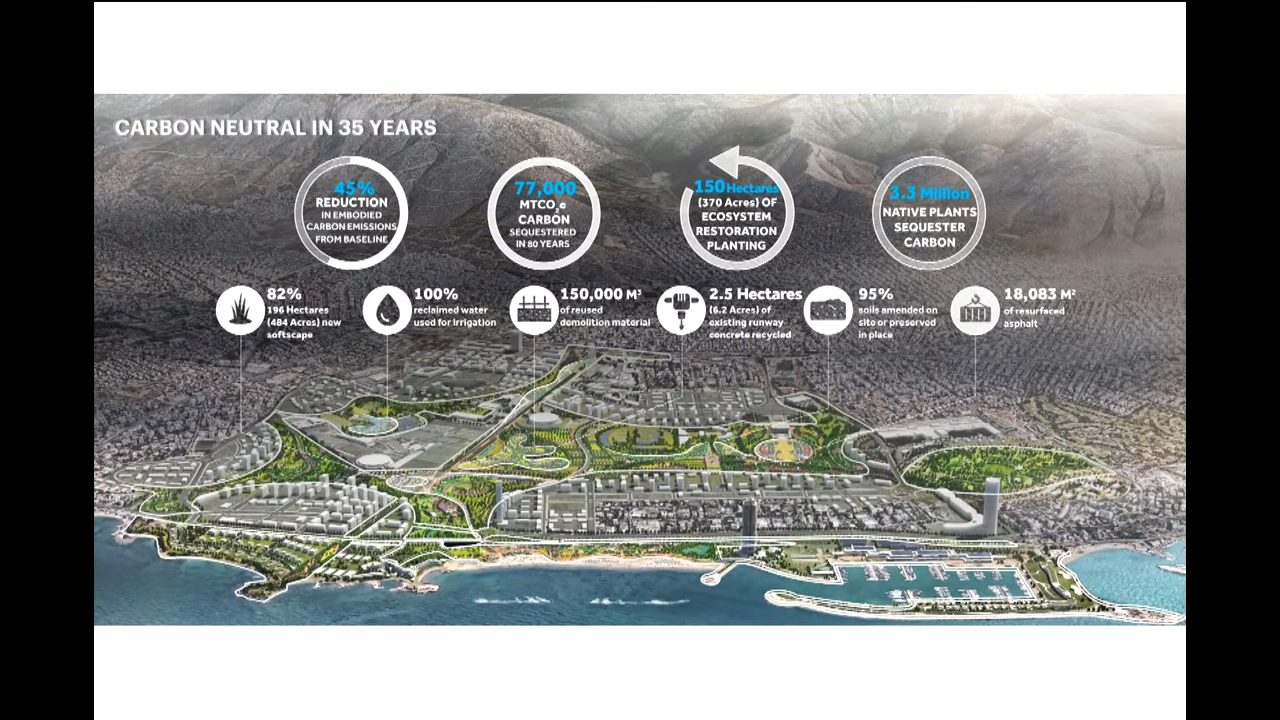 CARBON NEUTRAL IN 35 YEARS
45%
REDUCTION
IN EMBODIED
CARBON EMISSIONS
FROM BASELINE
77,000
MTCO2e
CARBON
SEQUESTERED
IN 80 YEARS
150 Hectares
(370 Acres) OF
ECOSYSTEM
RESTORATION
PLANTING
3.3 Million
NATIVE PLANTS
SEQUESTER
CARBON
82%
196 Hectares
(484 Acres) new
softscape
100%
reclaimed water
used for irrigation
150,000 M³
of reused
demolition material
2.5 Hectares
(6.2 Acres) of
existing runway
concrete recycled
95%
soils amended on
site or preserved
in place
18,083 M²
of resurfaced
asphalt